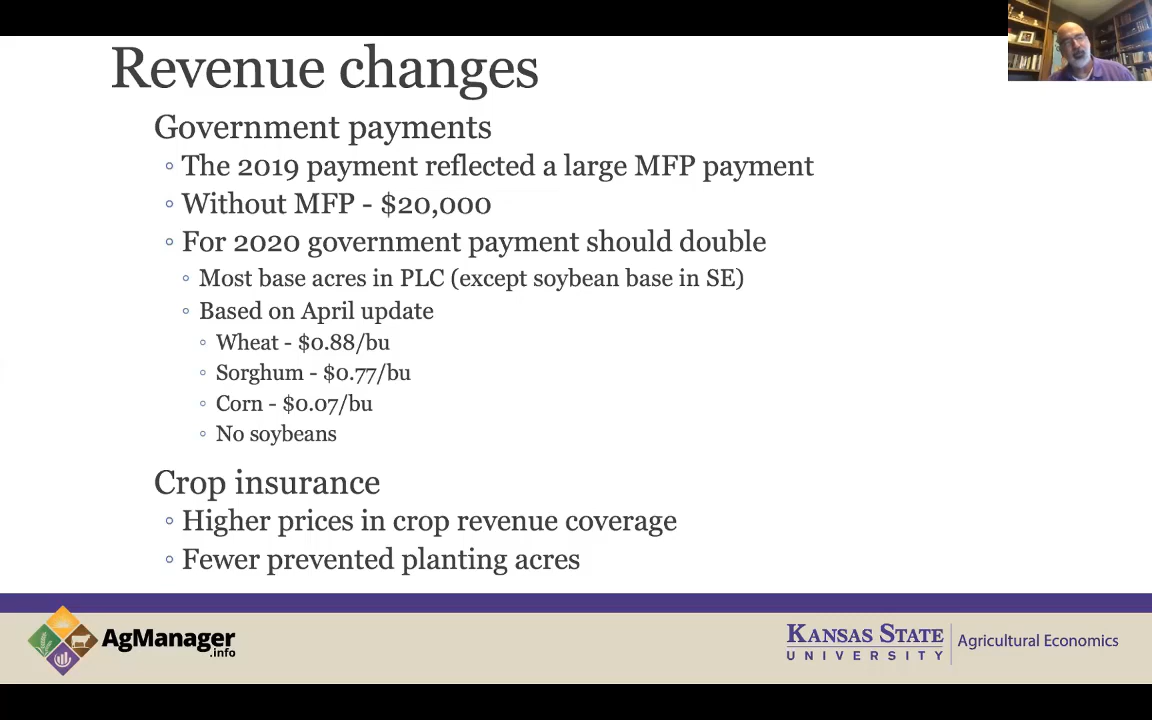 Revenue changes
Government payments
◦ The 2019 payment reflected a large MFP payment
◦ Without MFP - $20,000
◦ For 2020 government payment should double
◦ Most base acres in PLC (except soybean base in SE)
◦ Based on April update
◦ Wheat - $0.88/bu
◦ Sorghum - $0.77/bu
◦ Corn - $0.07/bu
◦ No soybeans
Crop insurance
◦ Higher prices in crop revenue coverage
◦ Fewer prevented planting acres
AgManager
.info
KANSAS STATE
UNIVERSITY
Agricultural Economics